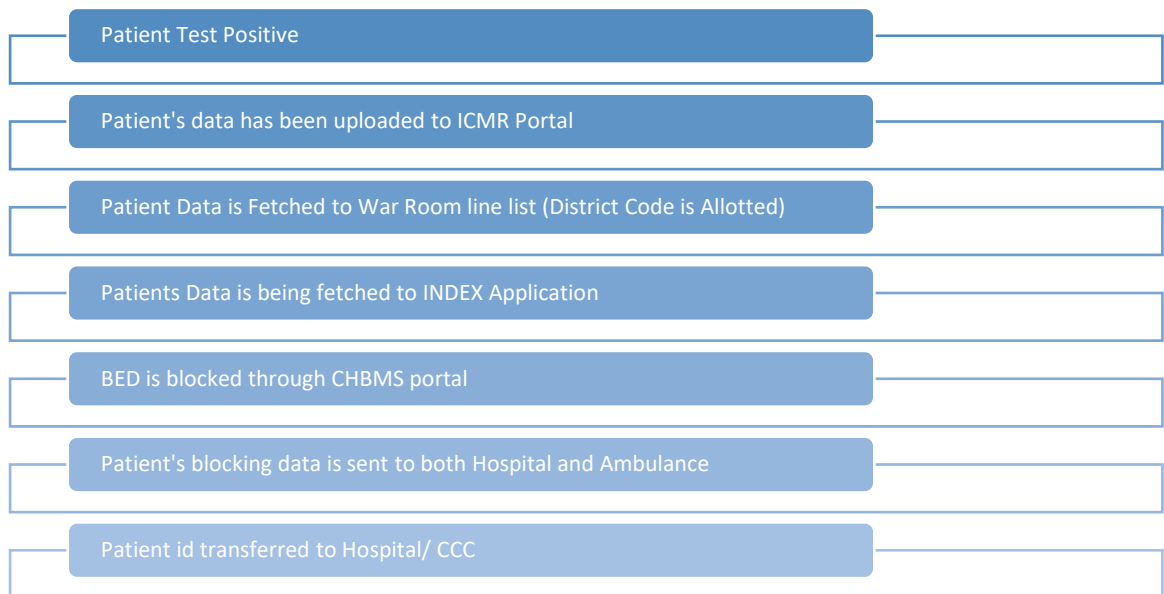 Patient Test Positive
Patient's data has been uploaded to ICMR Portal
Patient Data is Fetched to War Room line list (District Code is Allotted)
Patients Data is being fetched to INDEX Application
BED is blocked through CHBMS portal
Patient's blocking data is sent to both Hospital and Ambulance
Patient id transferred to Hospital/ CCC